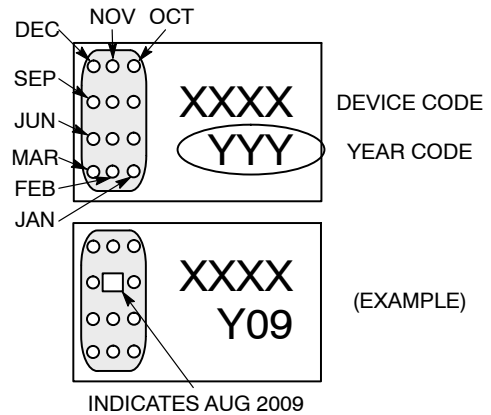 DEC NOV OCT
SEP
JUN
MAR
FEB
JAN
XXXX DEVICE CODE
YYY YEAR CODE
XXXX
Y09
(EXAMPLE)
INDICATES AUG 2009